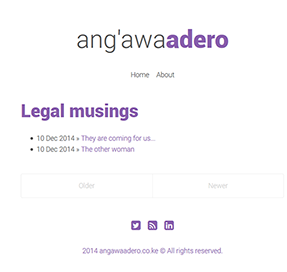 ang'awaadero
Home About
Legal musings
10 Dec 2014 » They are coming for us...
10 Dec 2014 » The other woman
Older Newer
2014 angawaadero.co.ke © All rights reserved.